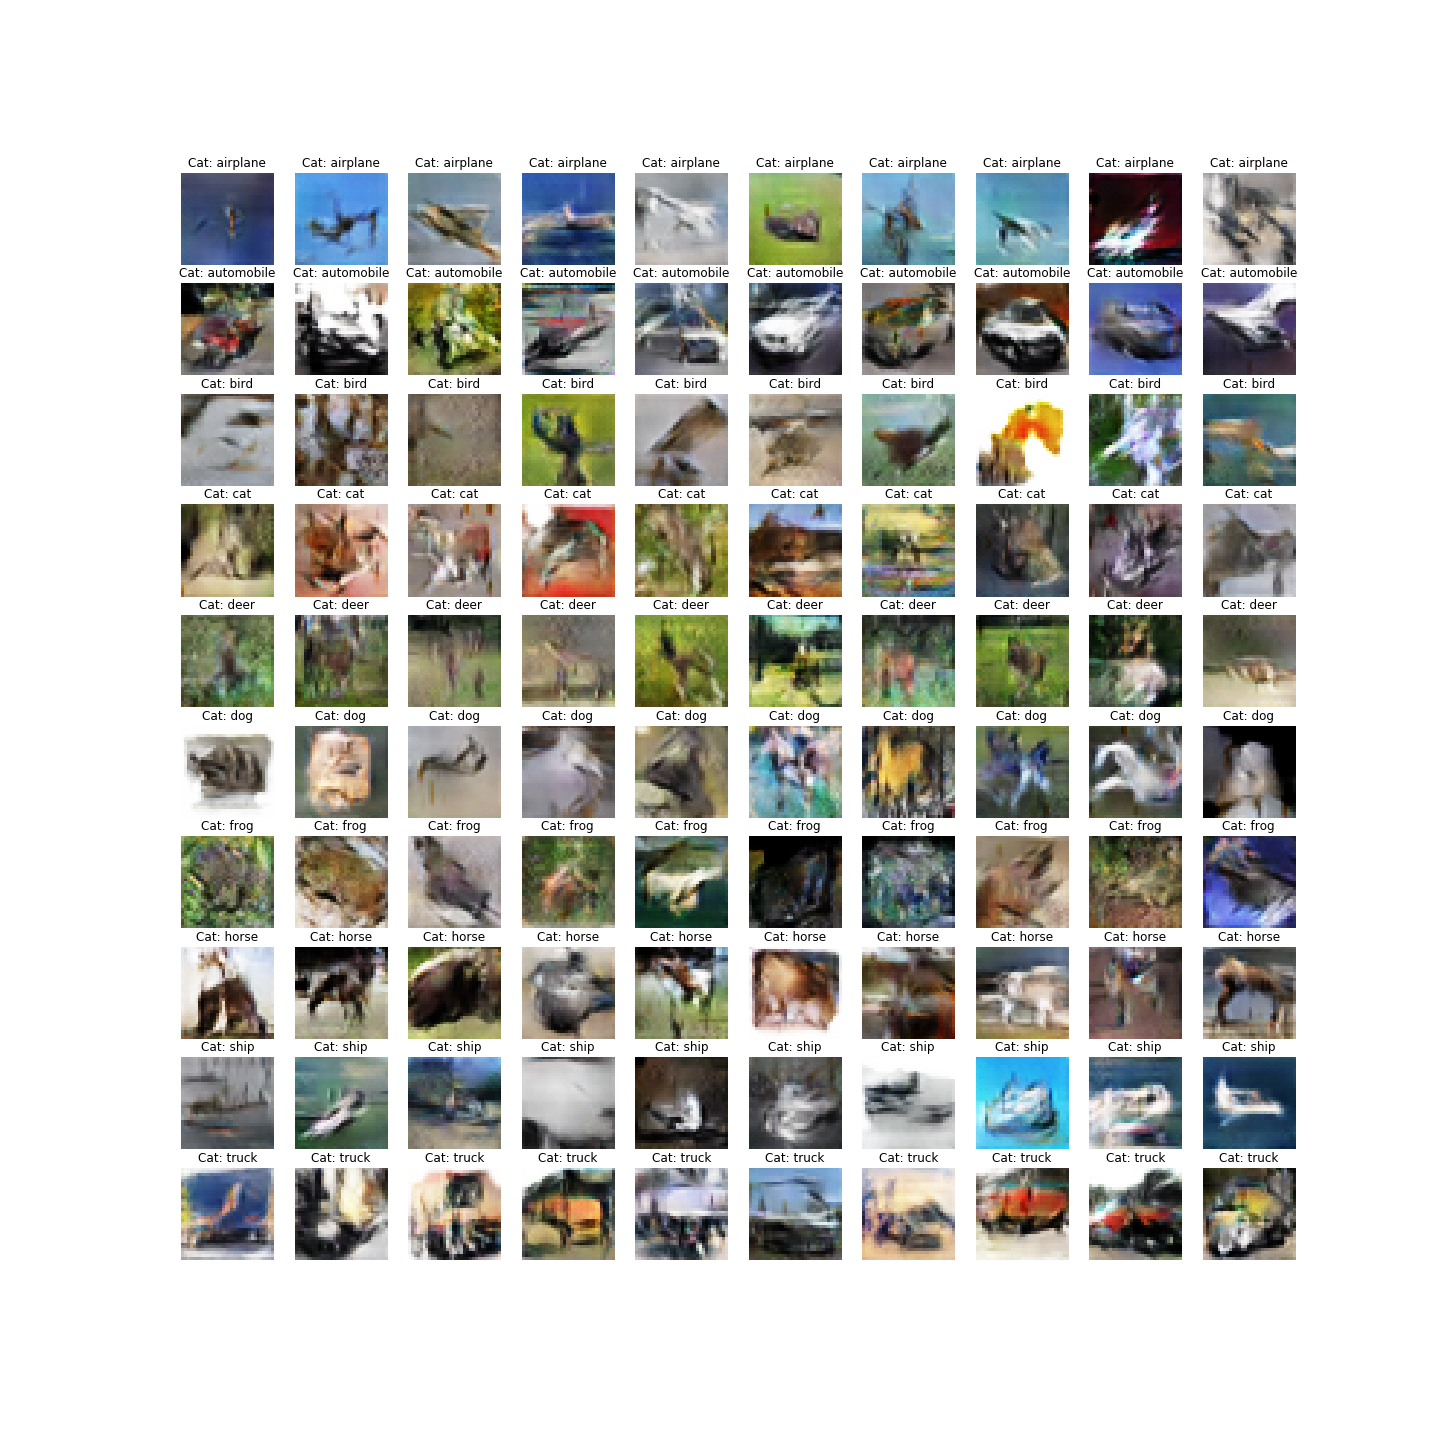 Cat: airplane Cat: airplane Cat: airplane Cat: airplane Cat: airplane Cat: airplane Cat: airplane Cat: airplane Cat: airplane Cat: airplane
Cat: automobile Cat: automobile Cat: automobile Cat: automobile Cat: automobile Cat: automobile Cat: automobile Cat: automobile Cat: automobile Cat: automobile
Cat: bird Cat: bird Cat: bird Cat: bird Cat: bird Cat: bird Cat: bird Cat: bird Cat: bird Cat: bird
Cat: cat Cat: cat Cat: cat Cat: cat Cat: cat Cat: cat Cat: cat Cat: cat Cat: cat Cat: cat
Cat: deer Cat: deer Cat: deer Cat: deer Cat: deer Cat: deer Cat: deer Cat: deer Cat: deer Cat: deer
Cat: dog Cat: dog Cat: dog Cat: dog Cat: dog Cat: dog Cat: dog Cat: dog Cat: dog Cat: dog
Cat: frog Cat: frog Cat: frog Cat: frog Cat: frog Cat: frog Cat: frog Cat: frog Cat: frog Cat: frog
Cat: horse Cat: horse Cat: horse Cat: horse Cat: horse Cat: horse Cat: horse Cat: horse Cat: horse Cat: horse
Cat: ship Cat: ship Cat: ship Cat: ship Cat: ship Cat: ship Cat: ship Cat: ship Cat: ship Cat: ship
Cat: truck Cat: truck Cat: truck Cat: truck Cat: truck Cat: truck Cat: truck Cat: truck Cat: truck Cat: truck